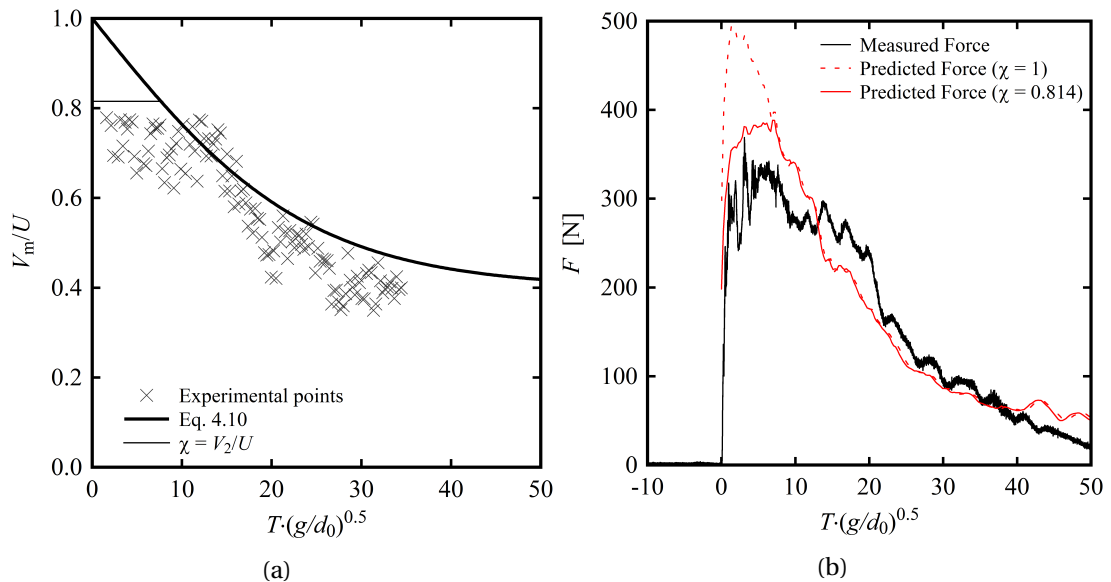 1.0
0.8
0.6
0.4
0.2
0.0
V_m/U
× Experimental points
Eq. 4.10
χ = V_2/U
0 10 20 30 40 50
T·(g/d_0)^0.5
(a)
500
400
300
200
100
0
F [N]
Measured Force
Predicted Force (χ = 1)
Predicted Force (χ = 0.814)
-10 0 10 20 30 40 50
T·(g/d_0)^0.5
(b)